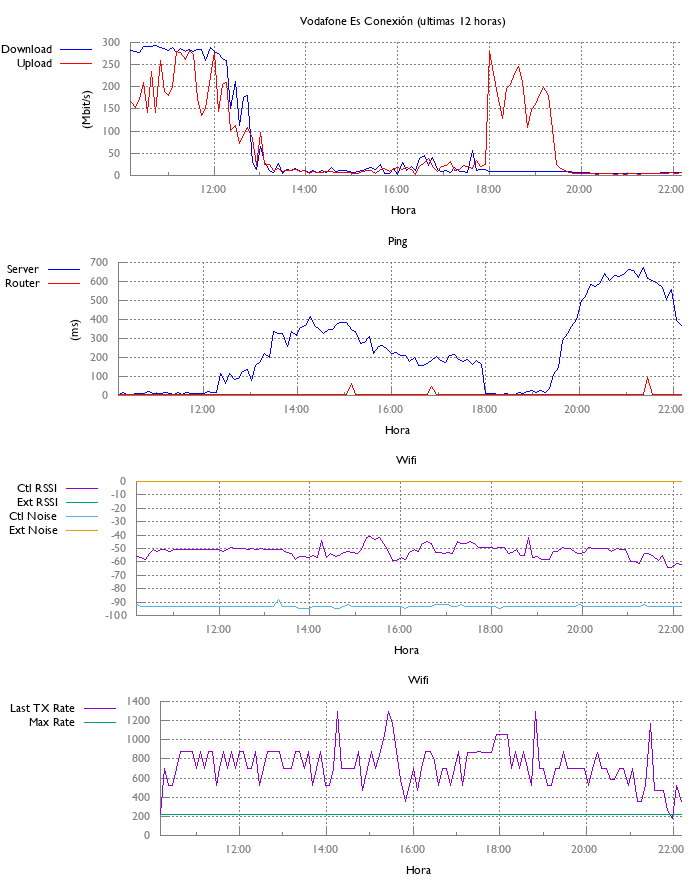 Vodafone Es Conexión (ultimas 12 horas)
Download
Upload
(Mbit/s)
300
250
200
150
100
50
0
12:00 14:00 16:00 18:00 20:00 22:00
Hora
Ping
Server
Router
(ms)
700
600
500
400
300
200
100
0
12:00 14:00 16:00 18:00 20:00 22:00
Hora
Wifi
Ctl RSSI
Ext RSSI
Ctl Noise
Ext Noise
0
-10
-20
-30
-40
-50
-60
-70
-80
-90
-100
12:00 14:00 16:00 18:00 20:00 22:00
Hora
Wifi
Last TX Rate
Max Rate
1400
1200
1000
800
600
400
200
0
12:00 14:00 16:00 18:00 20:00 22:00
Hora